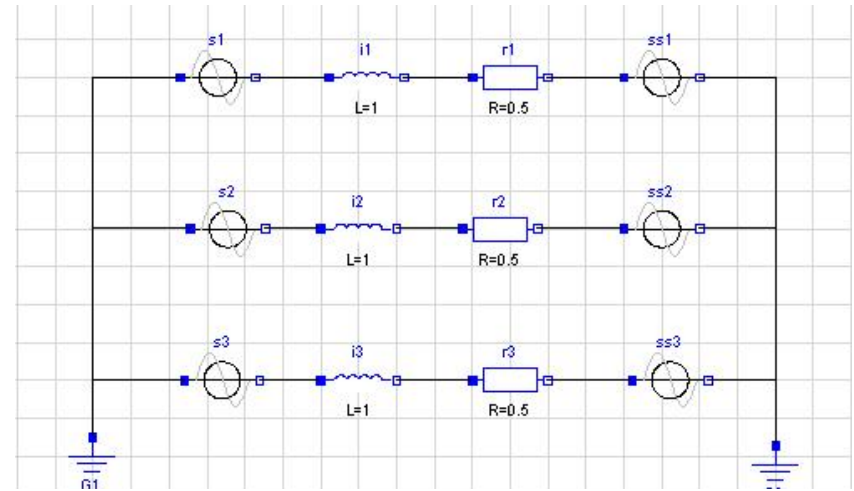 s1 i1 r1 ss1
L=1 R=0.5
s2 i2 r2 ss2
L=1 R=0.5
s3 i3 r3 ss3
L=1 R=0.5
G1